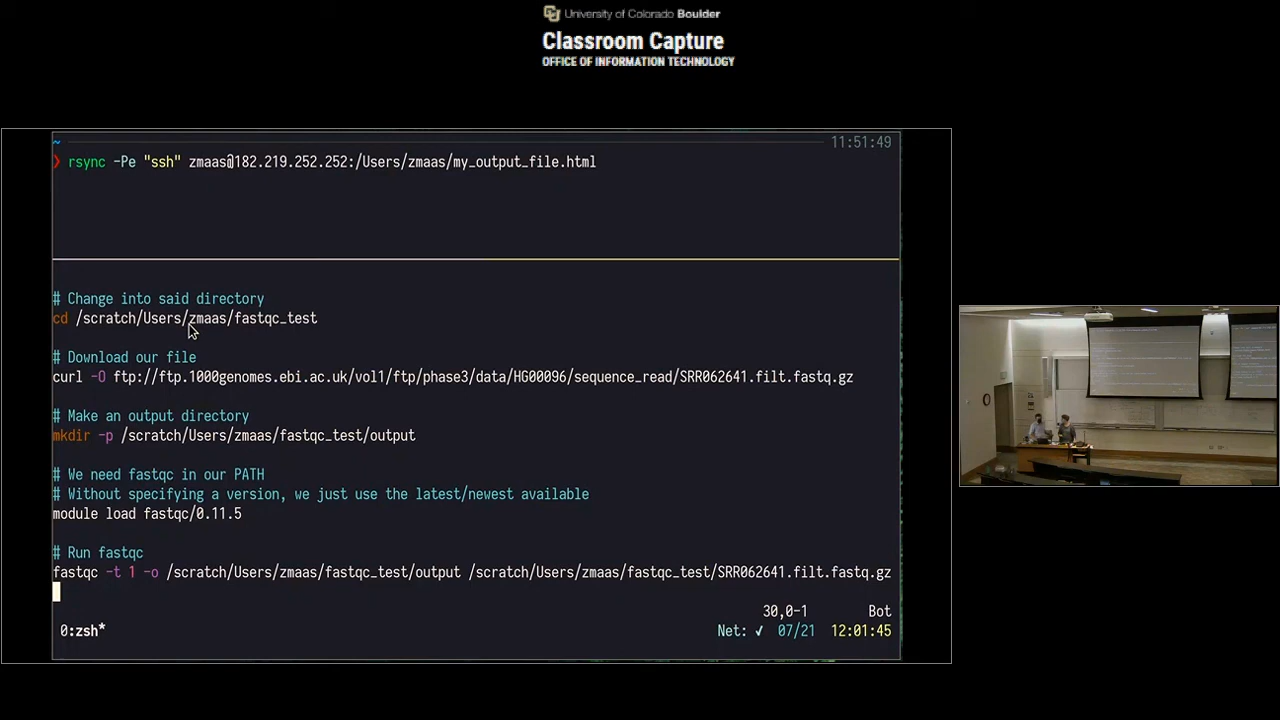 University of Colorado Boulder
Classroom Capture
OFFICE OF INFORMATION TECHNOLOGY
~ 11:51:49
❯ rsync -Pe "ssh" zmaas@182.219.252.252:/Users/zmaas/my_output_file.html
# Change into said directory
cd /scratch/Users/zmaas/fastqc_test
# Download our file
curl -O ftp://ftp.1000genomes.ebi.ac.uk/vol1/ftp/phase3/data/HG00096/sequence_read/SRR062641.filt.fastq.gz
# Make an output directory
mkdir -p /scratch/Users/zmaas/fastqc_test/output
# We need fastqc in our PATH
# Without specifying a version, we just use the latest/newest available
module load fastqc/0.11.5
# Run fastqc
fastqc -t 1 -o /scratch/Users/zmaas/fastqc_test/output /scratch/Users/zmaas/fastqc_test/SRR062641.filt.fastq.gz
30,0-1 Bot
0:zsh* Net: ✓ 07/21 12:01:45